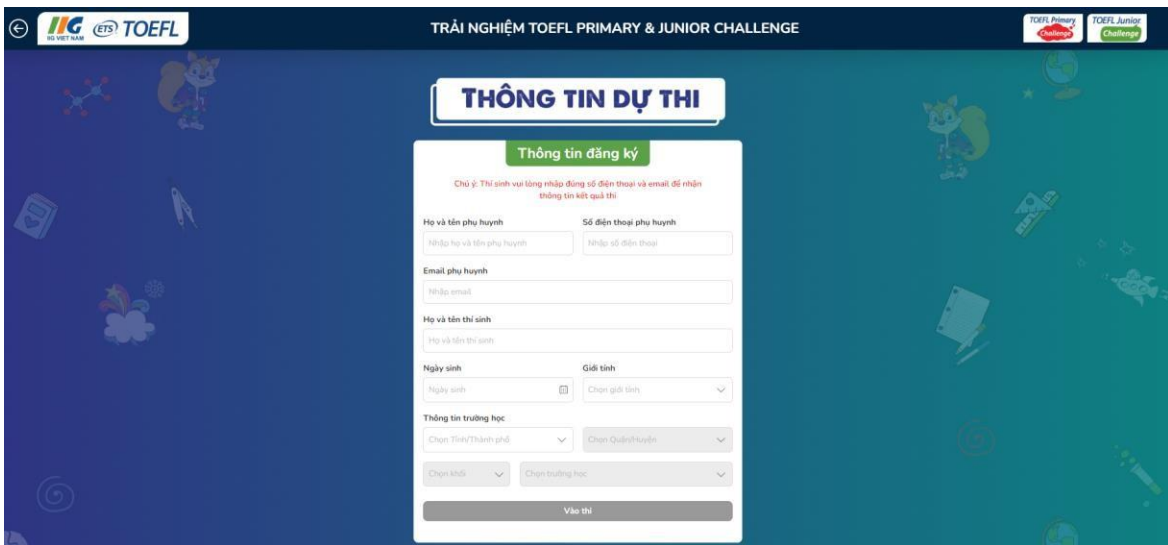 IIG VIET NAM
ETS TOEFL
TRẢI NGHIỆM TOEFL PRIMARY & JUNIOR CHALLENGE
TOEFL Primary
Challenge
TOEFL Junior
Challenge
THÔNG TIN DỰ THI
Thông tin đăng ký
Chú ý: Thí sinh vui lòng nhập đúng số điện thoại và email để nhận
thông tin kết quả thi
Họ và tên phụ huynh
Số điện thoại phụ huynh
Nhập họ và tên phụ huynh
Nhập số điện thoại
Email phụ huynh
Nhập email
Họ và tên thí sinh
Họ và tên thí sinh
Ngày sinh
Giới tính
Ngày sinh
Chọn giới tính
Thông tin trường học
Chọn Tỉnh/Thành phố
Chọn Quận/Huyện
Chọn khối
Chọn trường học
Vào thi